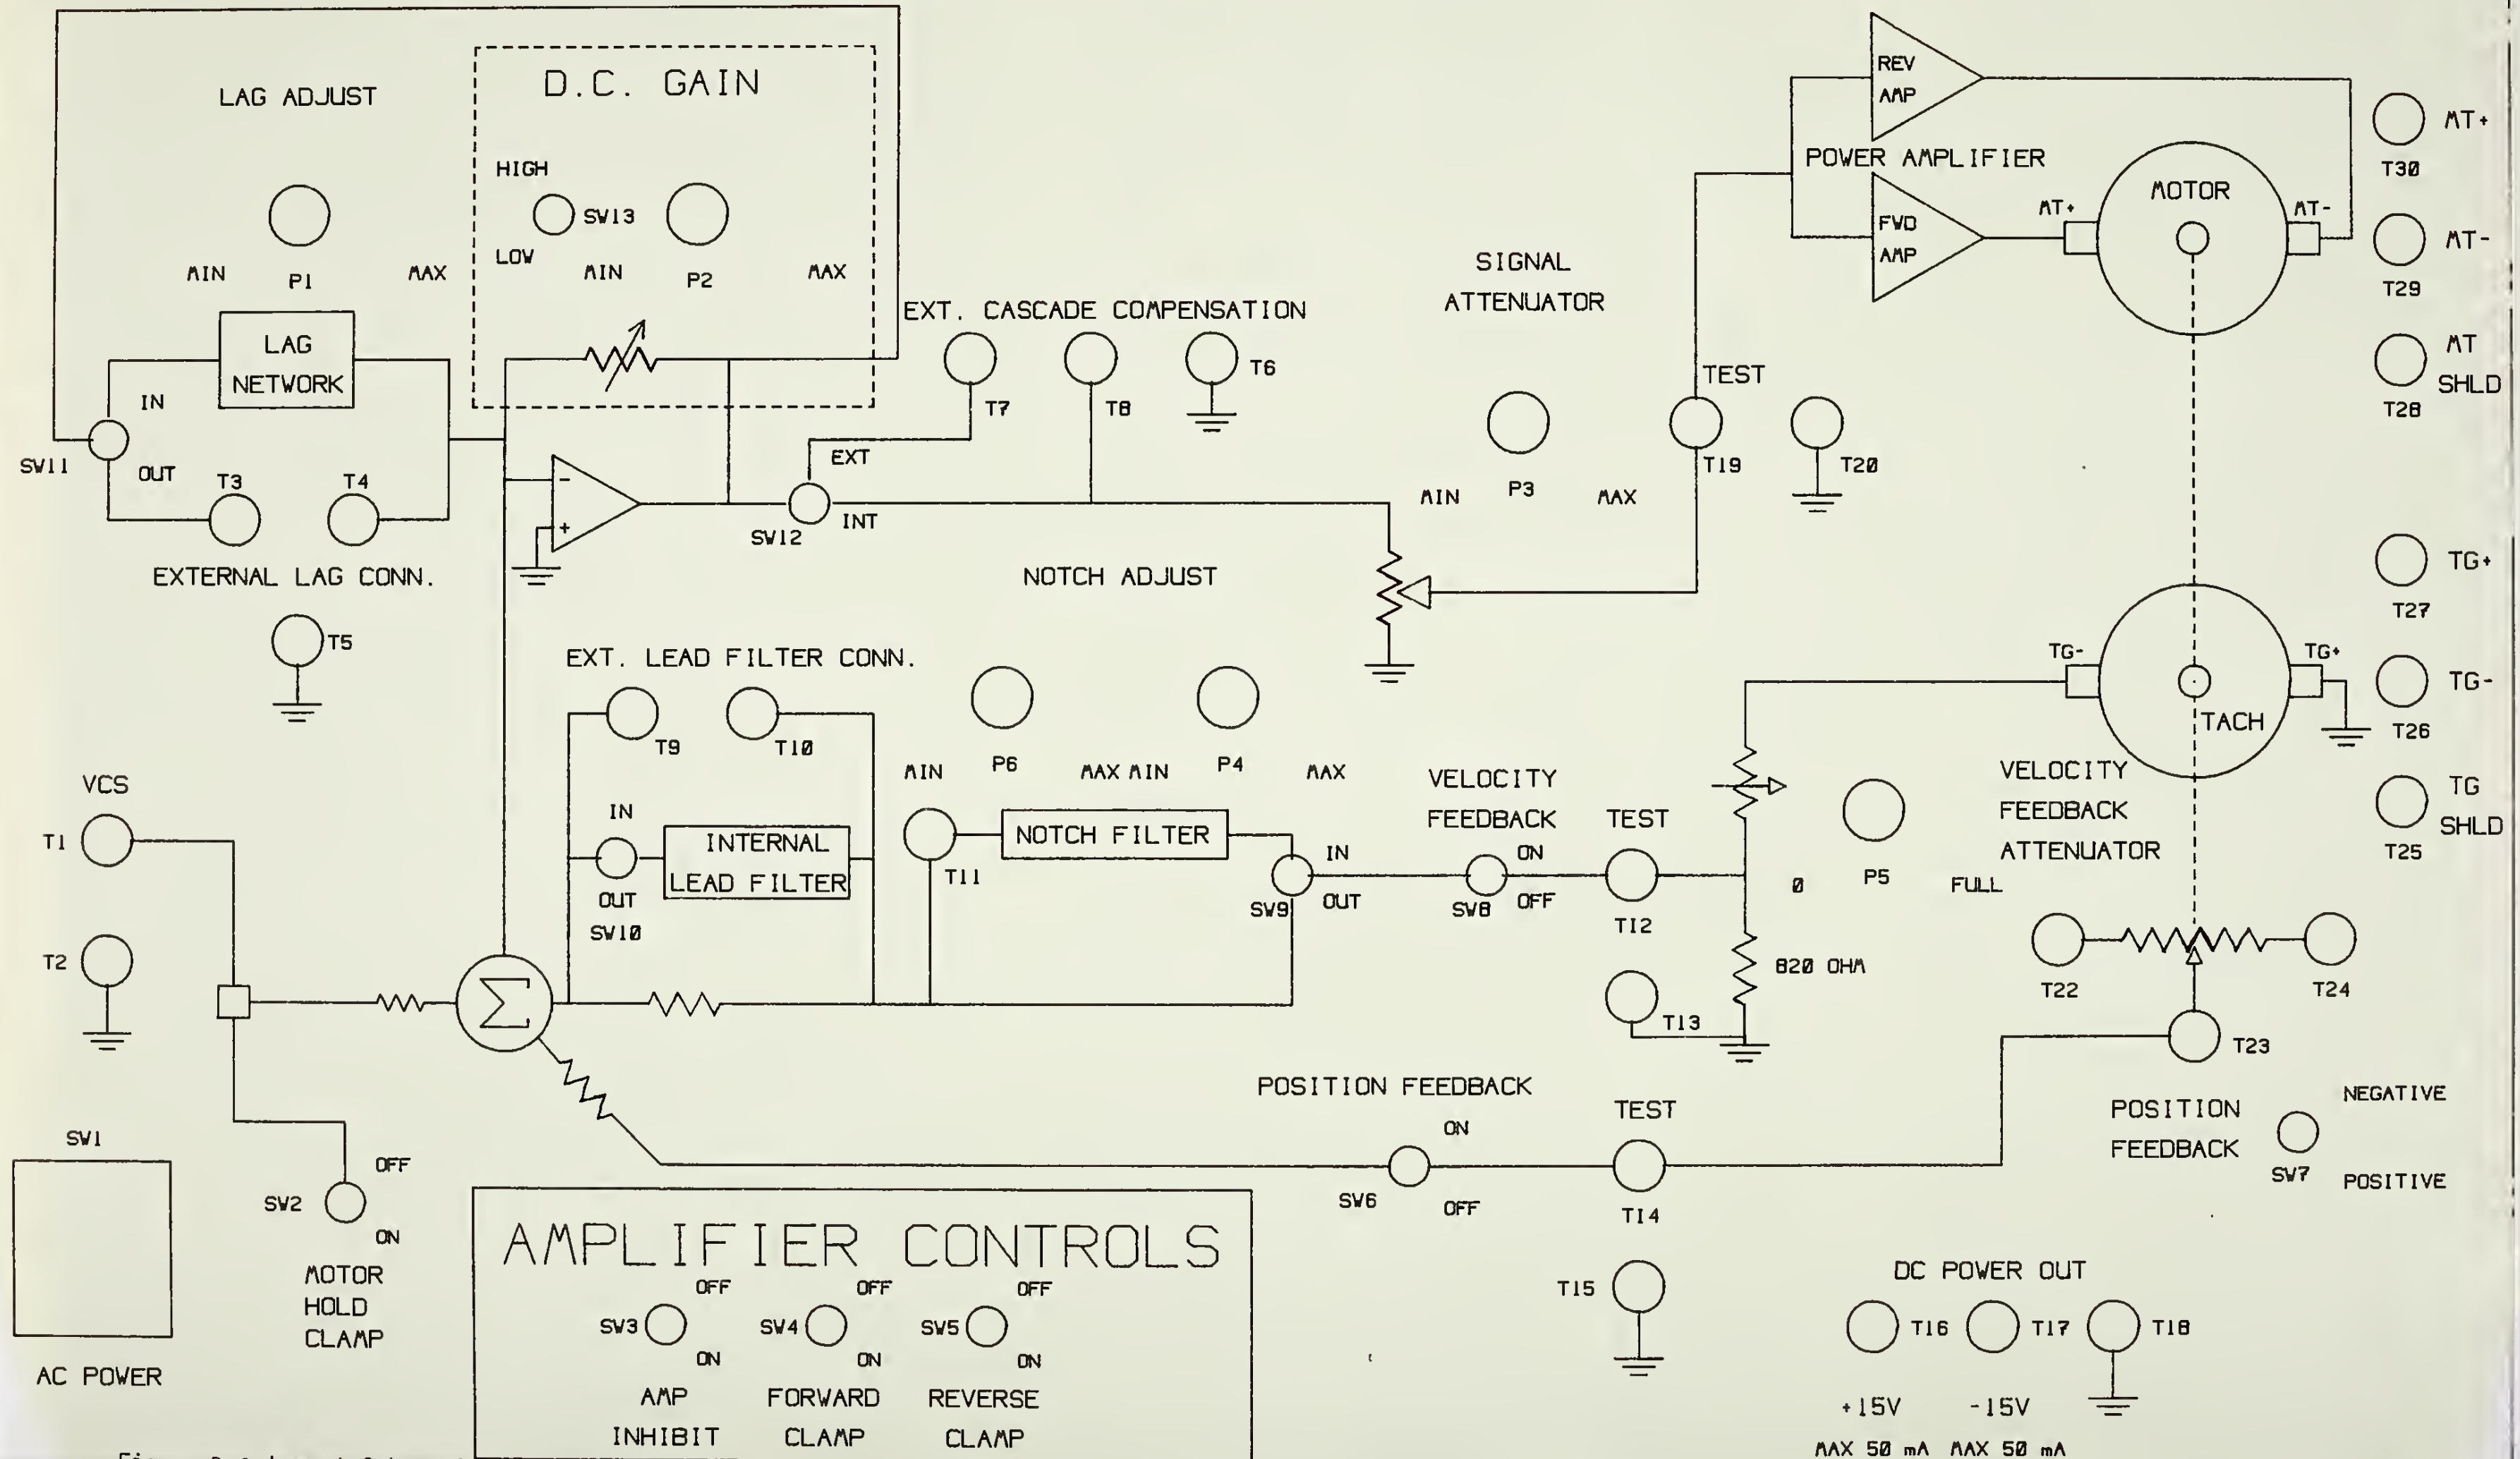 LAG ADJUST
MIN
P1
MAX
LAG
NETWORK
IN
SW11
OUT
T3
T4
EXTERNAL LAG CONN.
T5
D.C. GAIN
HIGH
SW13
LOW
MIN
P2
MAX
-
+
EXT. CASCADE COMPENSATION
T7
T8
T6
EXT
SW12
INT
SIGNAL
ATTENUATOR
MIN
P3
MAX
TEST
T19
T20
REV
AMP
POWER AMPLIFIER
FWD
AMP
MT+
MOTOR
MT-
MT+
T30
MT-
T29
MT
SHLD
T28
NOTCH ADJUST
MIN
P6
MAX
MIN
P4
MAX
EXT. LEAD FILTER CONN.
T9
T10
IN
OUT
SW10
INTERNAL
LEAD FILTER
T11
NOTCH FILTER
IN
SW9
OUT
VELOCITY
FEEDBACK
ON
SW8
OFF
TEST
T12
T13
820 OHM
0
P5
FULL
VELOCITY
FEEDBACK
ATTENUATOR
TG-
TACH
TG+
TG+
T27
TG-
T26
TG
SHLD
T25
T22
T24
T23
VCS
T1
T2
Σ
SW1
AC POWER
OFF
SW2
ON
MOTOR
HOLD
CLAMP
POSITION FEEDBACK
ON
SW6
OFF
TEST
T14
T15
POSITION
FEEDBACK
NEGATIVE
SW7
POSITIVE
AMPLIFIER CONTROLS
OFF
OFF
OFF
SW3
SW4
SW5
ON
ON
ON
AMP
INHIBIT
FORWARD
CLAMP
REVERSE
CLAMP
DC POWER OUT
T16
T17
T18
+15V
-15V
MAX 50 mA
MAX 50 mA